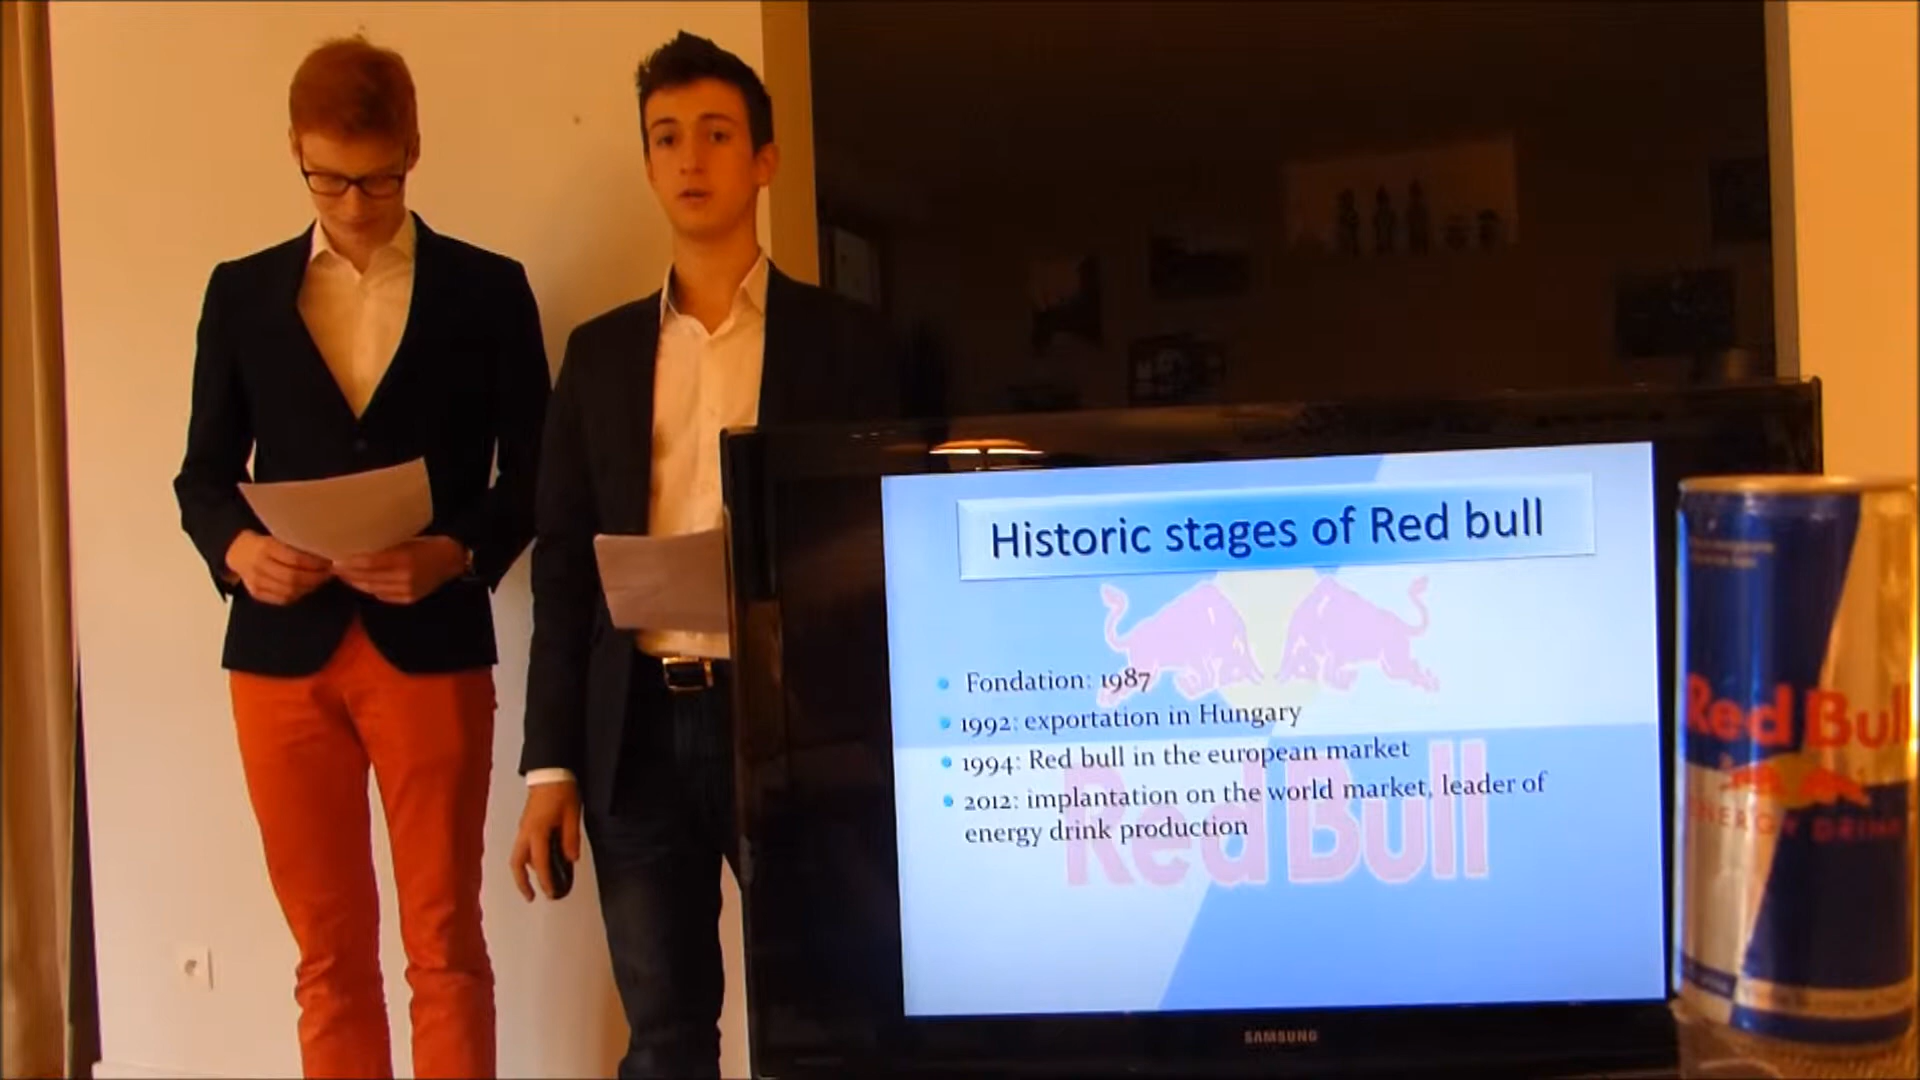 Historic stages of Red bull
Fondation: 1987
1992: exportation in Hungary
1994: Red bull in the european market
2012: implantation on the world market, leader of
energy drink production
Red Bull
SAMSUNG
Red Bull
ENERGY DRINK